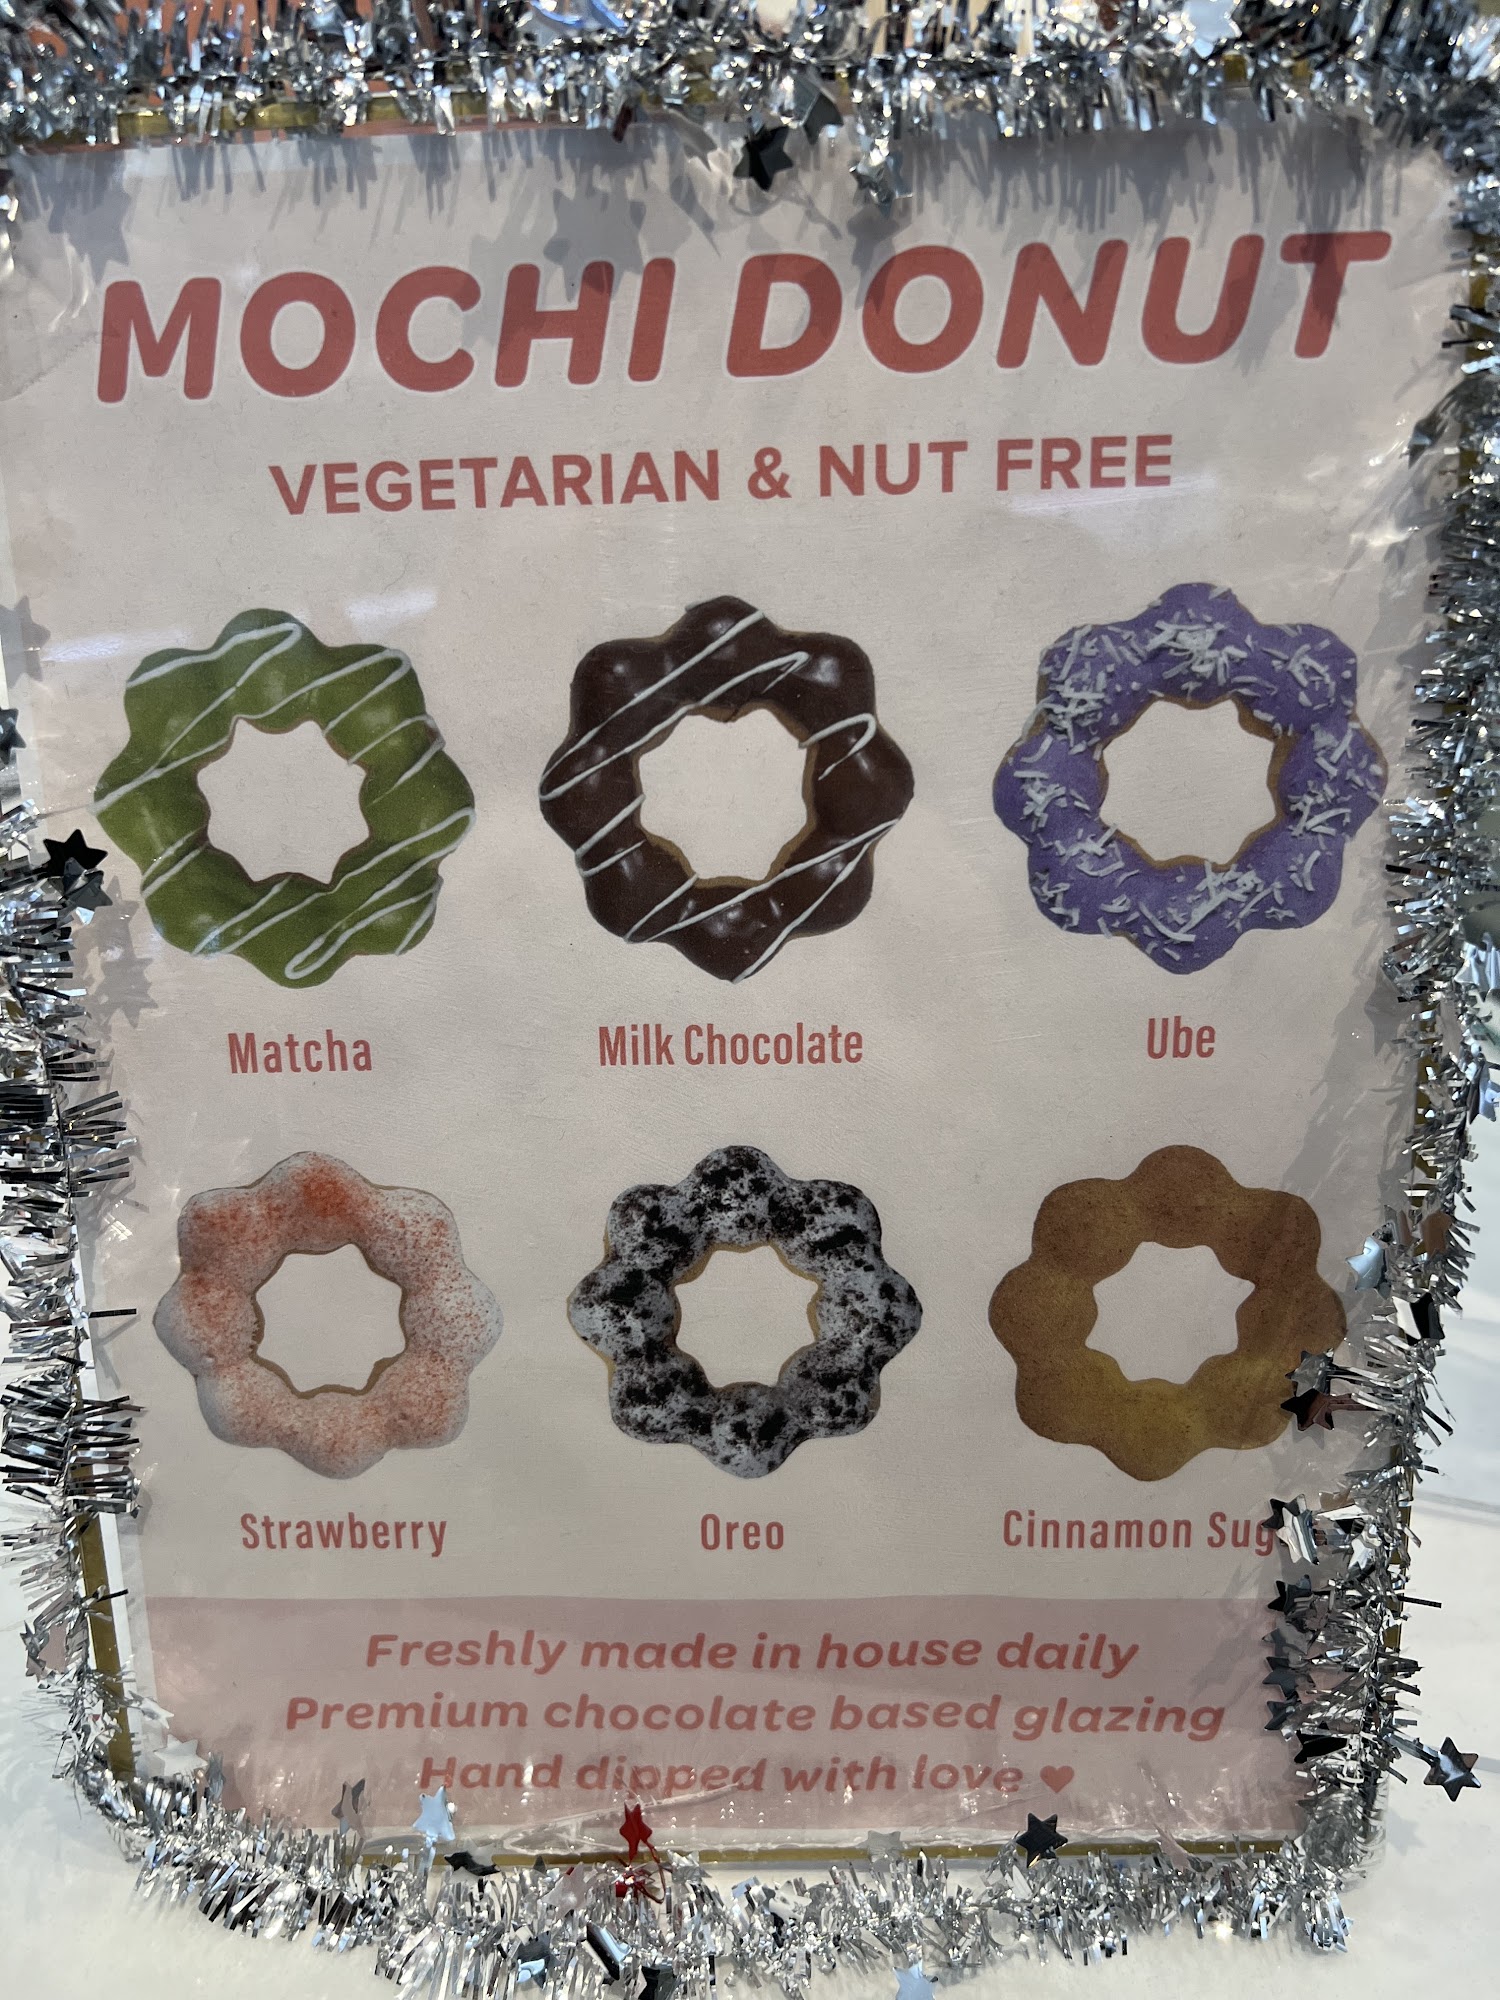 MOCHI DONUT
VEGETARIAN & NUT FREE
Matcha
Milk Chocolate
Ube
Strawberry
Oreo
Cinnamon Sug
Freshly made in house daily
Premium chocolate based glazing
Hand dipped with love ♥